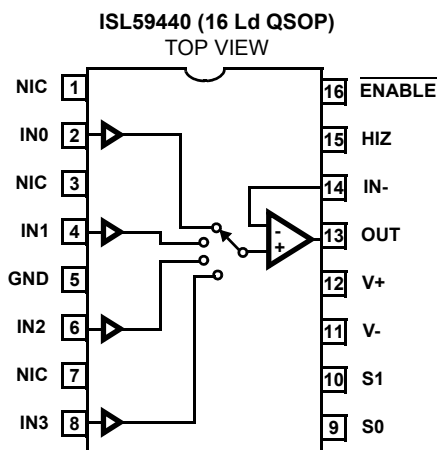 ISL59440 (16 Ld QSOP)
TOP VIEW
NIC 1
IN0 2
NIC 3
IN1 4
GND 5
IN2 6
NIC 7
IN3 8
16 ENABLE
15 HIZ
14 IN-
13 OUT
12 V+
11 V-
10 S1
9 S0
-
+